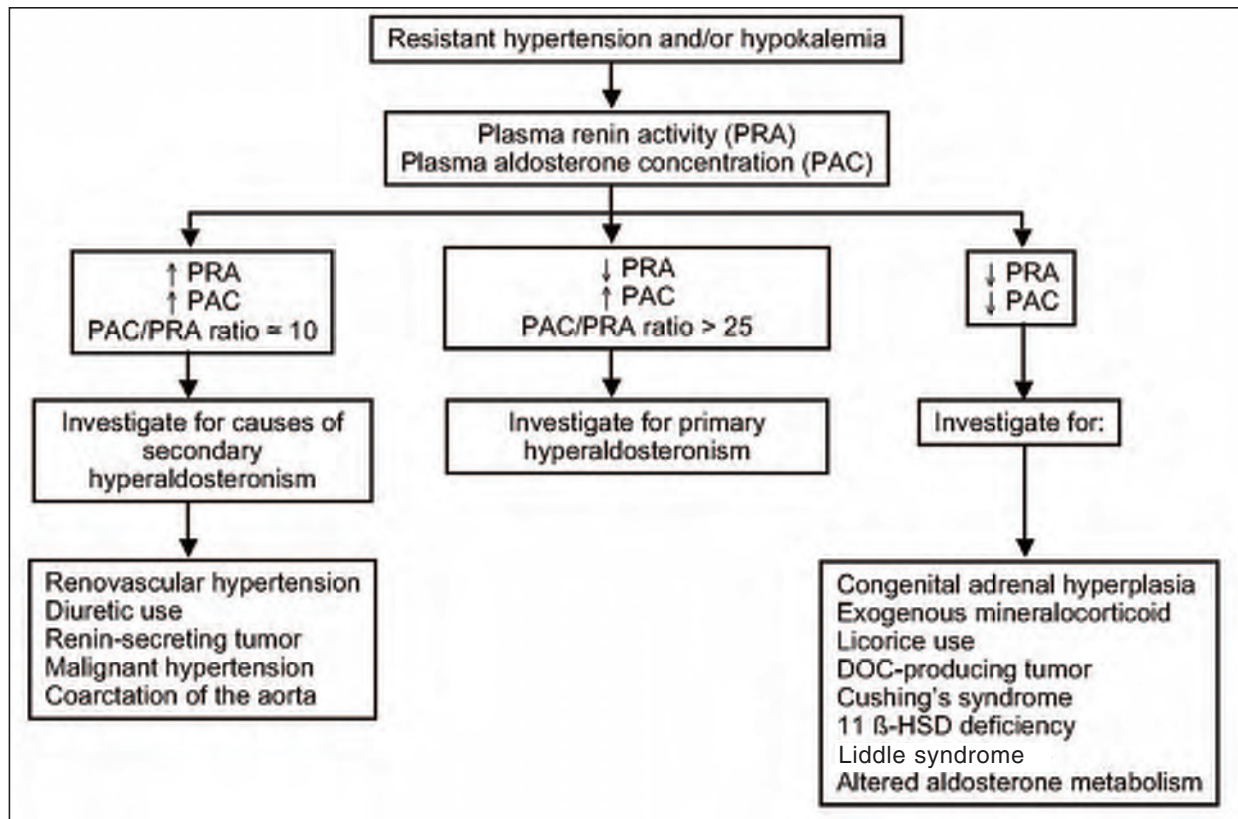 Resistant hypertension and/or hypokalemia
Plasma renin activity (PRA)
Plasma aldosterone concentration (PAC)
↑ PRA
↑ PAC
PAC/PRA ratio ≃ 10
↓ PRA
↑ PAC
PAC/PRA ratio > 25
↓ PRA
↓ PAC
Investigate for causes of
secondary
hyperaldosteronism
Investigate for primary
hyperaldosteronism
Investigate for:
Renovascular hypertension
Diuretic use
Renin-secreting tumor
Malignant hypertension
Coarctation of the aorta
Congenital adrenal hyperplasia
Exogenous mineralocorticoid
Licorice use
DOC-producing tumor
Cushing's syndrome
11 ß-HSD deficiency
Liddle syndrome
Altered aldosterone metabolism